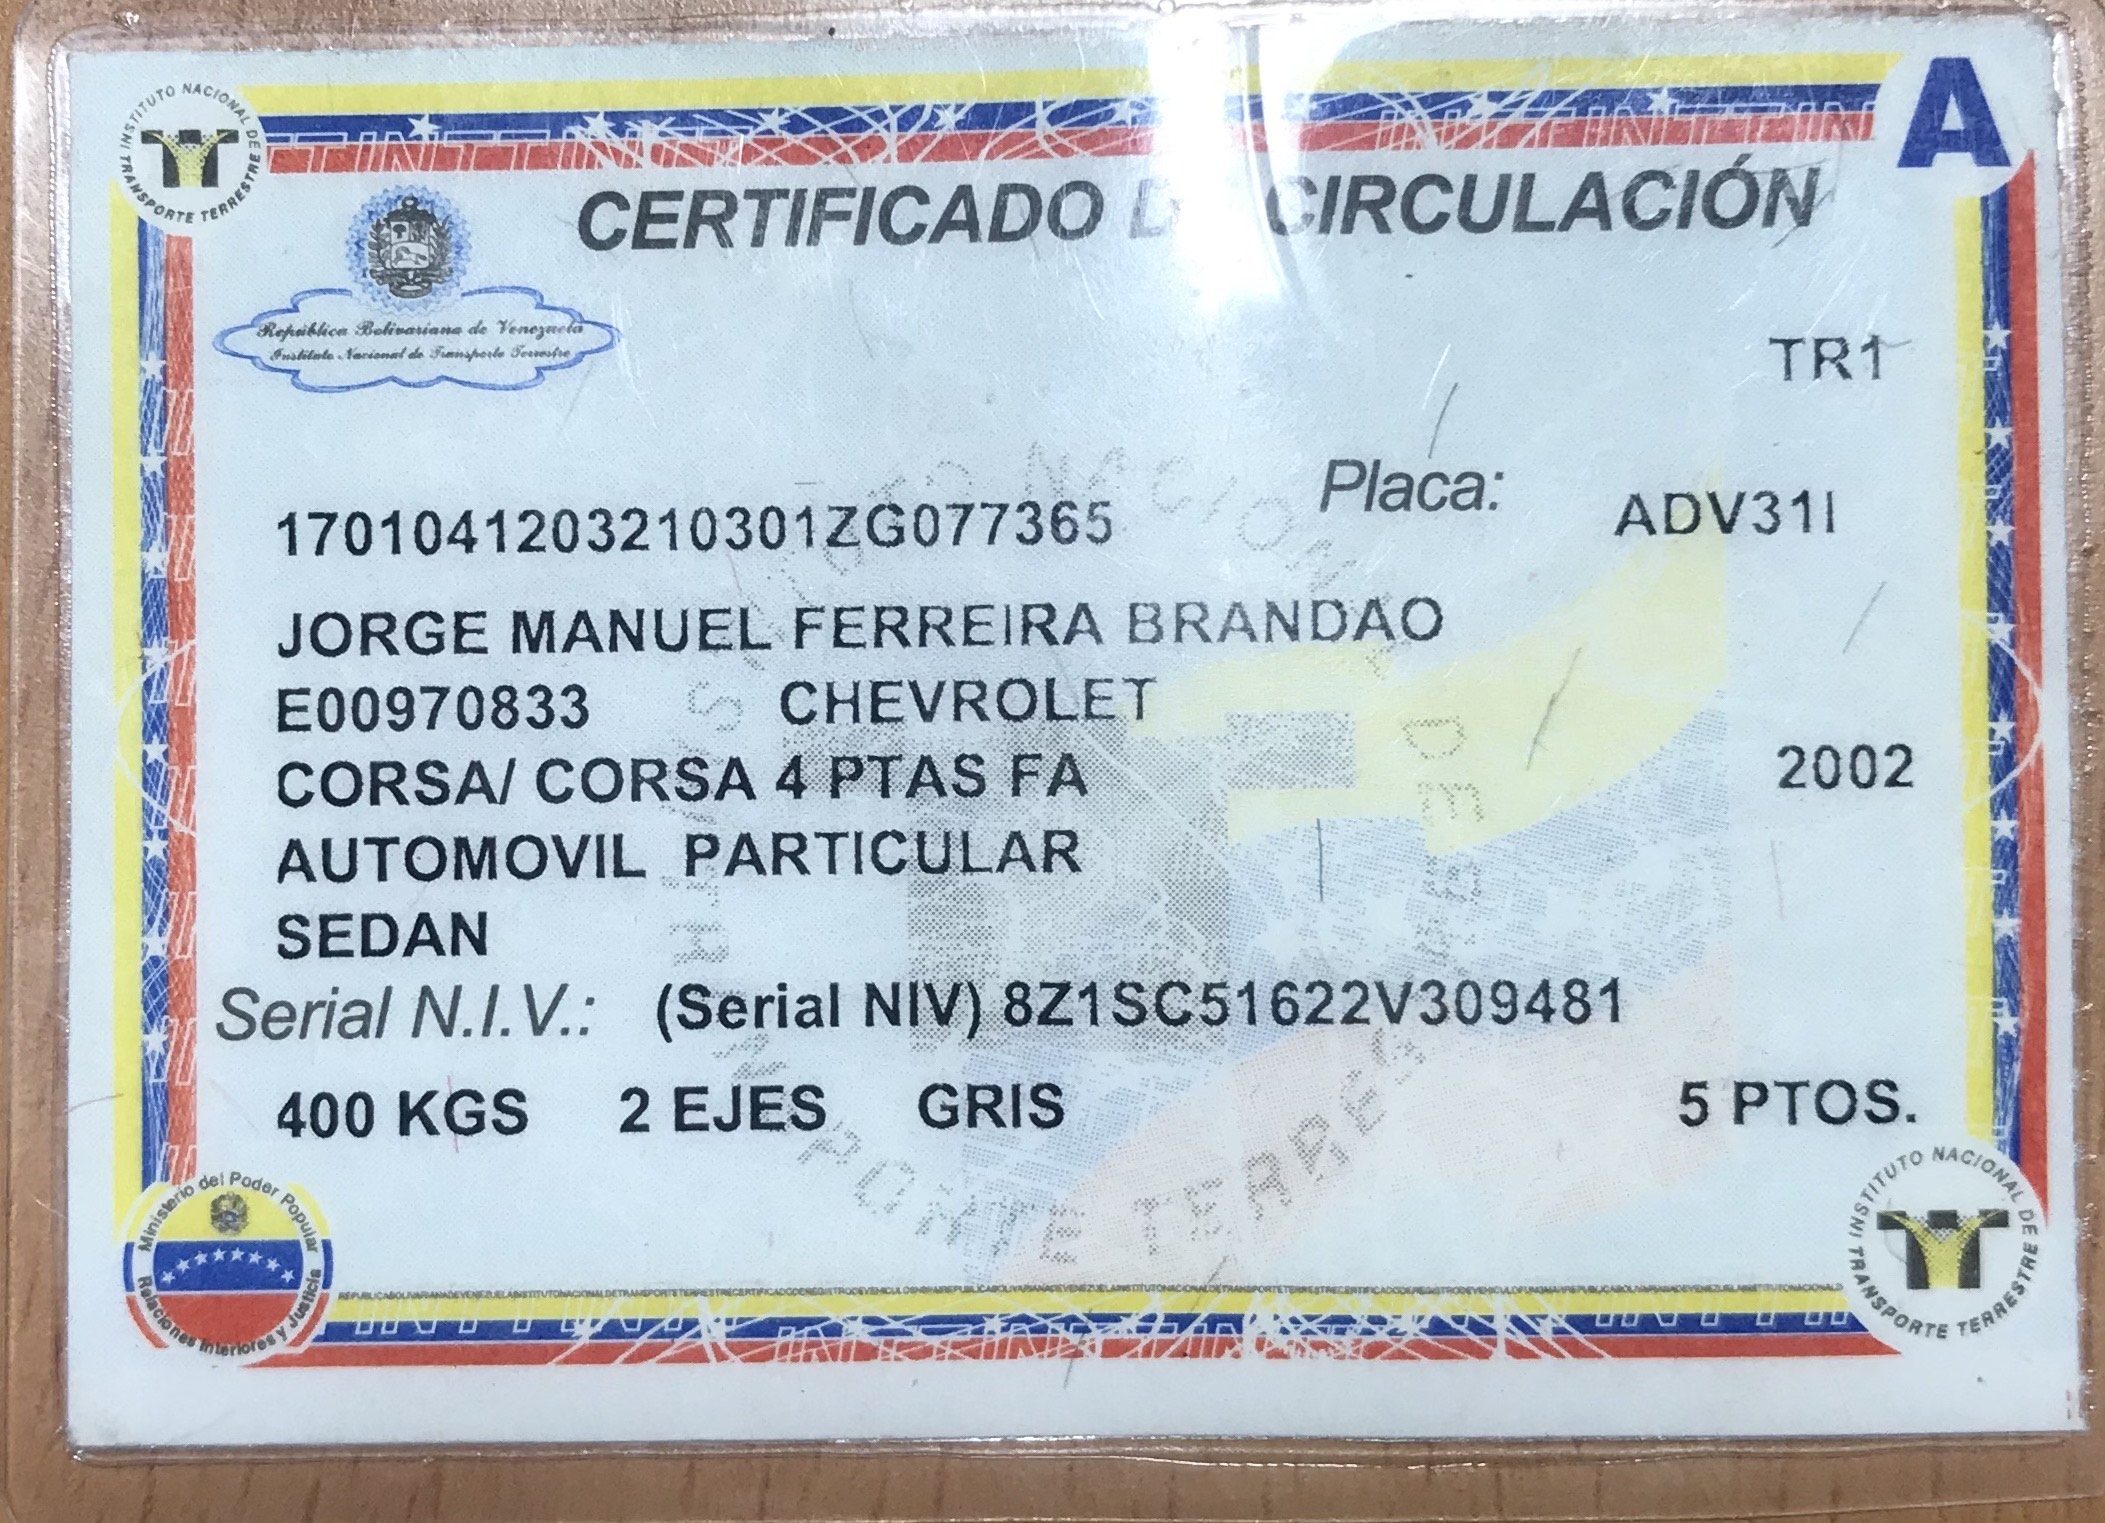 INSTITUTO NACIONAL DE TRANSPORTE TERRESTRE
A
CERTIFICADO DE CIRCULACIÓN
República Bolivariana de Venezuela
Instituto Nacional de Transporte Terrestre
TR1
Placa: ADV31I
1701041203210301ZG077365
JORGE MANUEL FERREIRA BRANDAO
E00970833 CHEVROLET
CORSA/ CORSA 4 PTAS FA 2002
AUTOMOVIL PARTICULAR
SEDAN
Serial N.I.V.: (Serial NIV) 8Z1SC51622V309481
400 KGS 2 EJES GRIS 5 PTOS.
Ministerio del Poder Popular
Relaciones Interiores y Justicia
INSTITUTO NACIONAL DE TRANSPORTE TERRESTRE